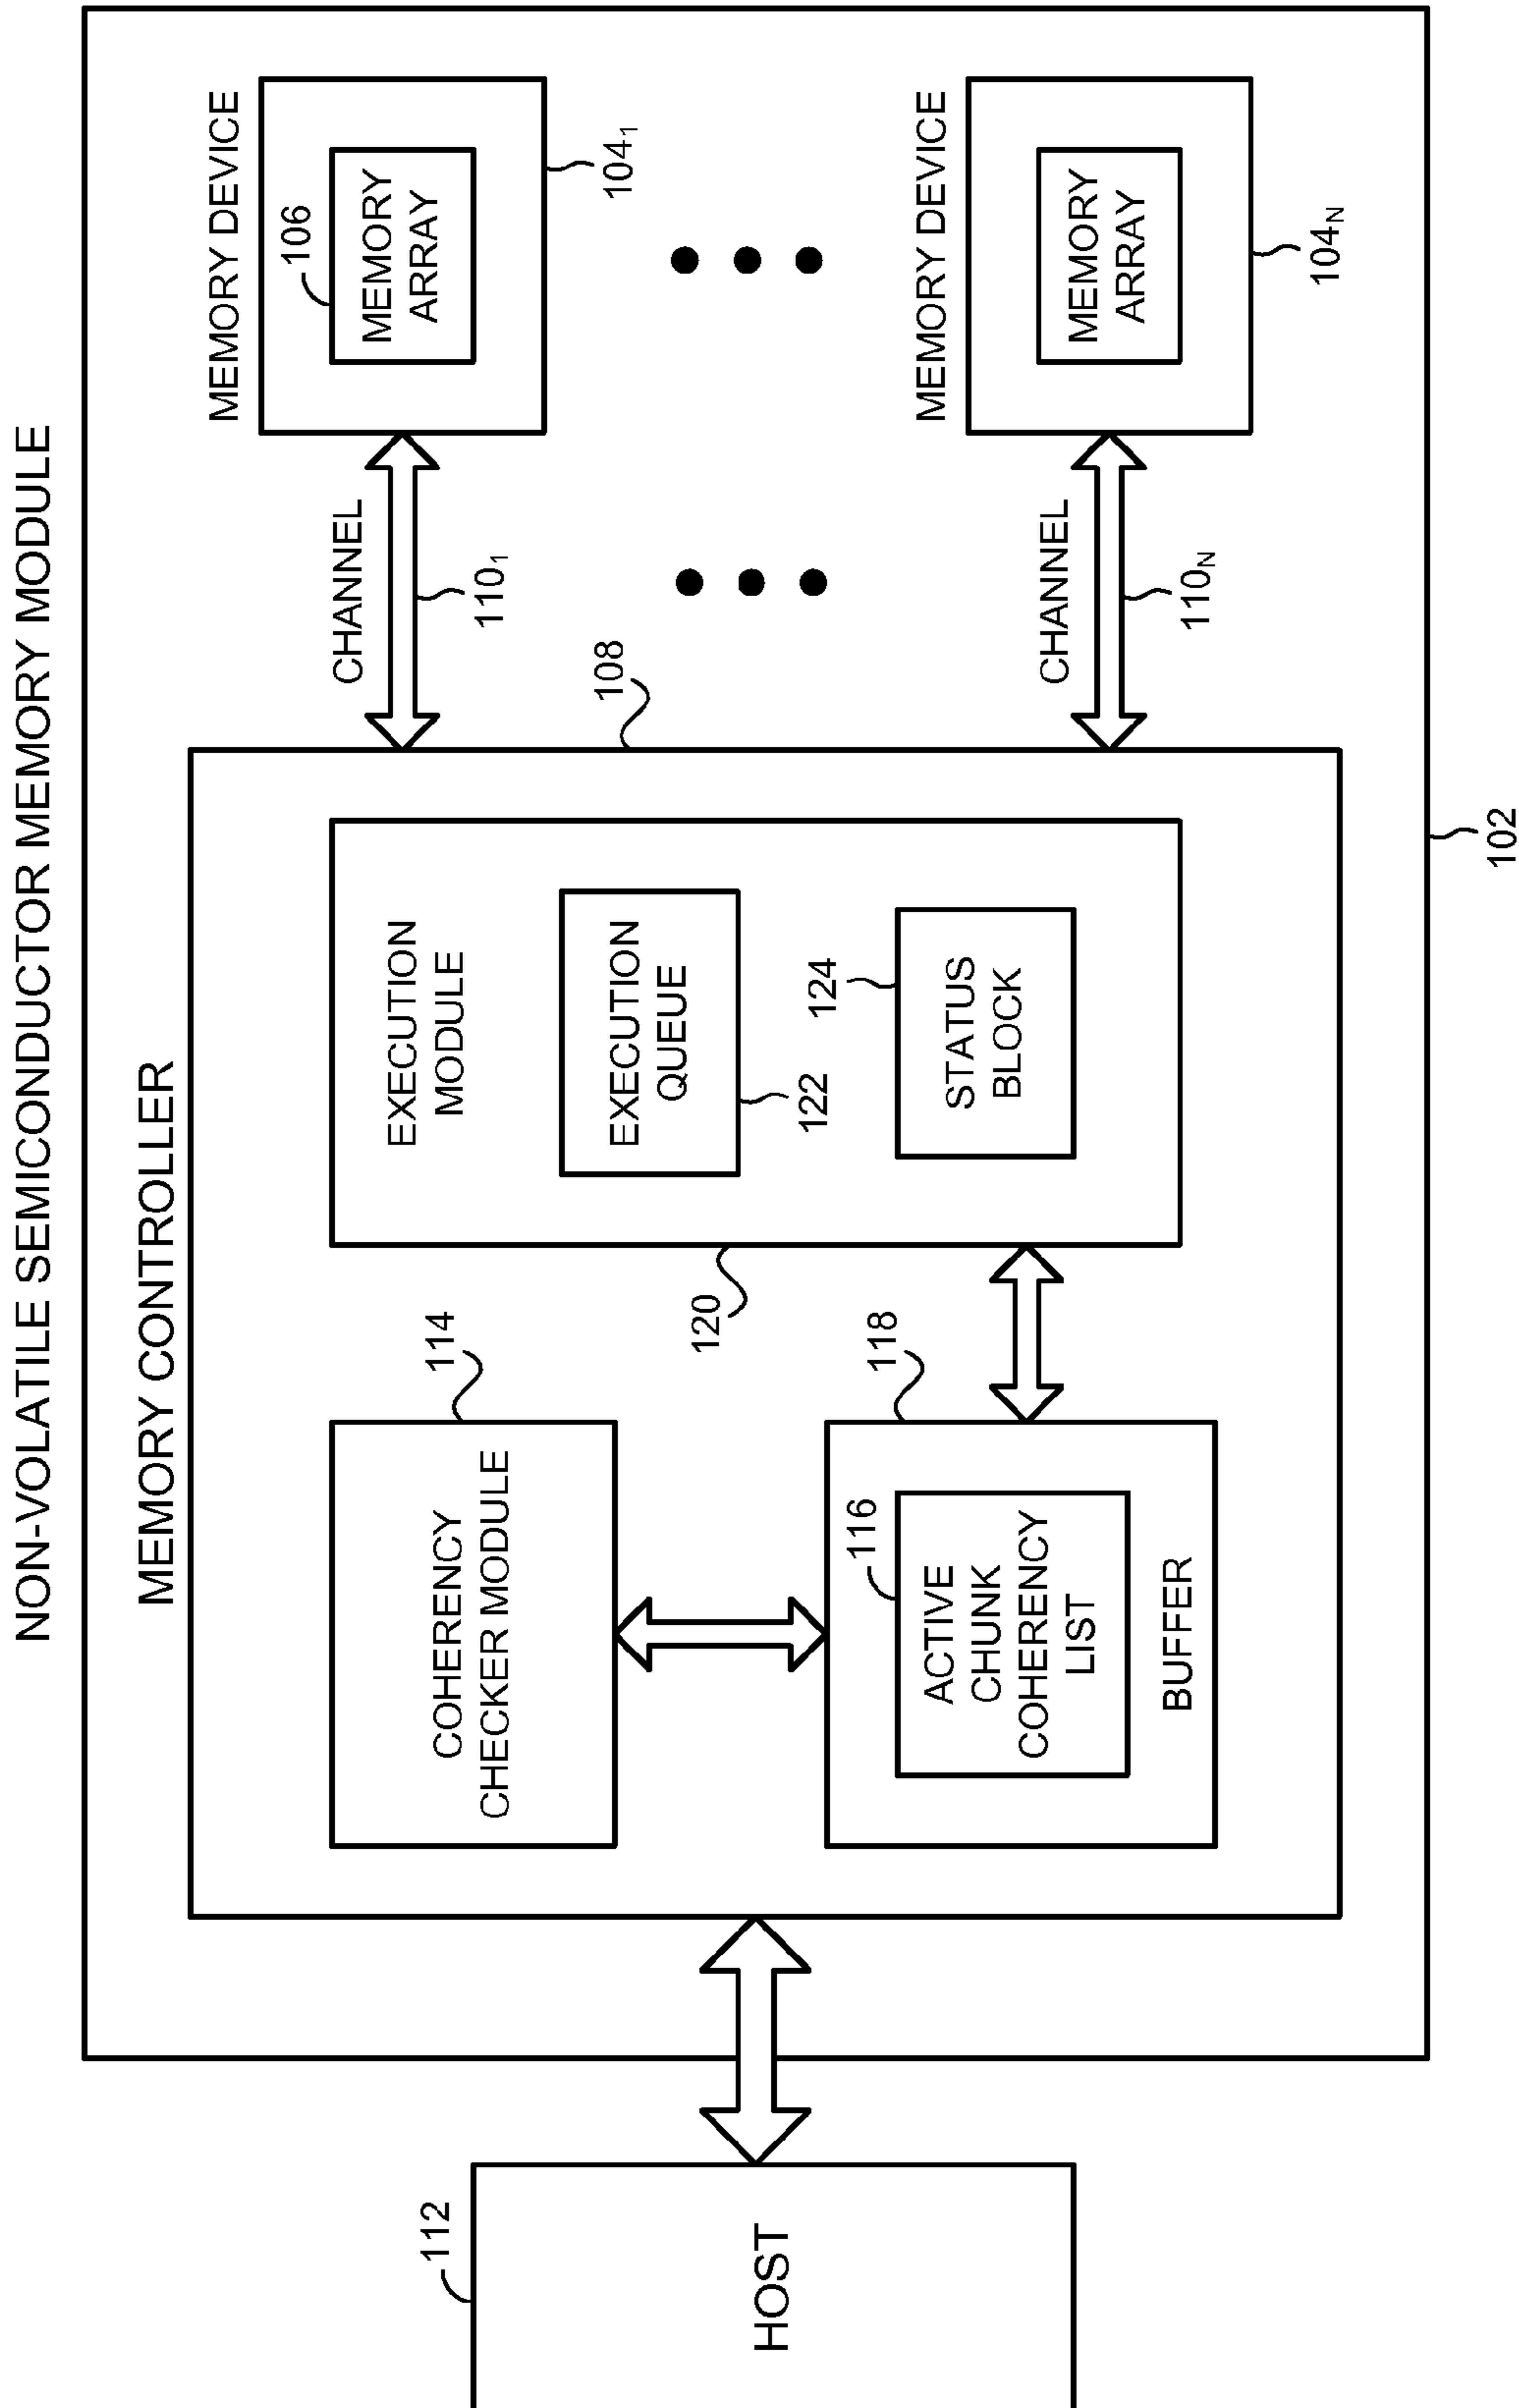 NON-VOLATILE SEMICONDUCTOR MEMORY MODULE
MEMORY CONTROLLER
112
HOST
114
COHERENCY
CHECKER MODULE
116
ACTIVE
CHUNK
COHERENCY
LIST
BUFFER
118
120
EXECUTION
MODULE
EXECUTION
QUEUE
122
124
STATUS
BLOCK
108
CHANNEL
110₁
CHANNEL
110N
MEMORY DEVICE
106
MEMORY
ARRAY
104₁
MEMORY DEVICE
MEMORY
ARRAY
104N
102